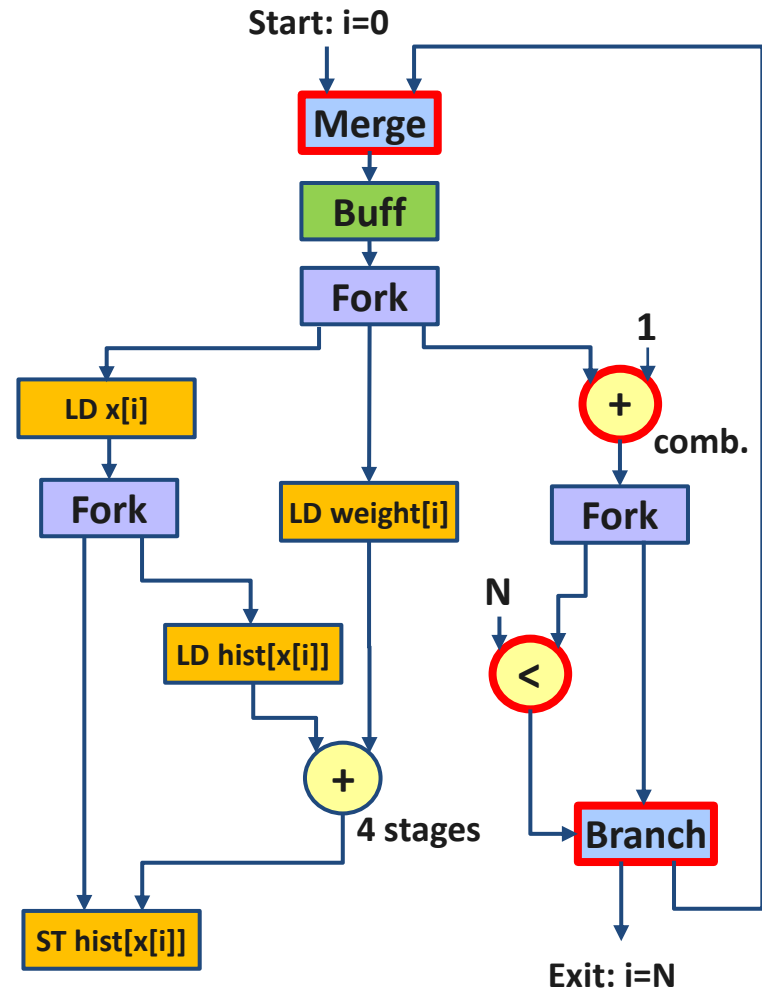 Start: i=0
Merge
Buff
Fork
1
LD x[i]
+
comb.
Fork
LD weight[i]
Fork
N
LD hist[x[i]]
<
+
4 stages
Branch
ST hist[x[i]]
Exit: i=N